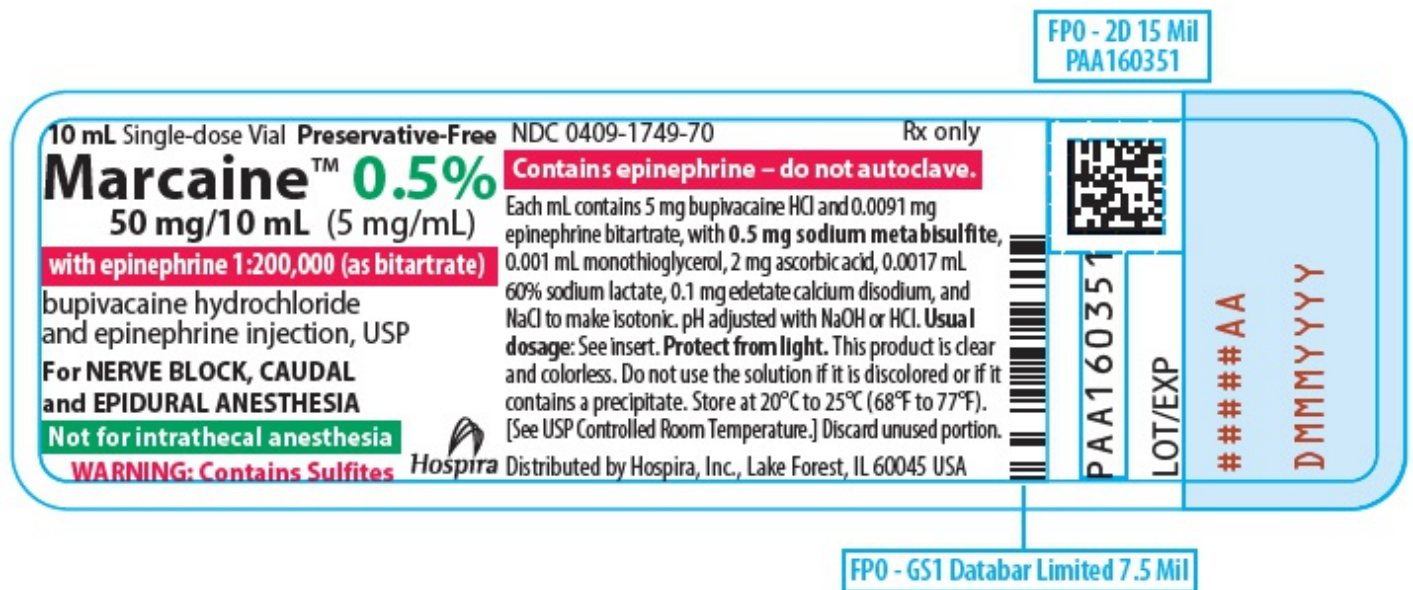 FPO - 2D 15 Mil
PAA160351
10 mL Single-dose Vial Preservative-Free
Marcaine™ 0.5%
50 mg/10 mL (5 mg/mL)
with epinephrine 1:200,000 (as bitartrate)
bupivacaine hydrochloride
and epinephrine injection, USP
For NERVE BLOCK, CAUDAL
and EPIDURAL ANESTHESIA
Not for intrathecal anesthesia
WARNING: Contains Sulfites
Hospira
NDC 0409-1749-70 Rx only
Contains epinephrine – do not autoclave.
Each mL contains 5 mg bupivacaine HCl and 0.0091 mg
epinephrine bitartrate, with 0.5 mg sodium metabisulfite,
0.001 mL monothioglycerol, 2 mg ascorbic acid, 0.0017 mL
60% sodium lactate, 0.1 mg edetate calcium disodium, and
NaCl to make isotonic. pH adjusted with NaOH or HCl. Usual
dosage: See insert. Protect from light. This product is clear
and colorless. Do not use the solution if it is discolored or if it
contains a precipitate. Store at 20°C to 25°C (68°F to 77°F).
[See USP Controlled Room Temperature.] Discard unused portion.
Distributed by Hospira, Inc., Lake Forest, IL 60045 USA
PAA160351
LOT/EXP
#####AA
DMMMYYYY
FPO - GS1 Databar Limited 7.5 Mil